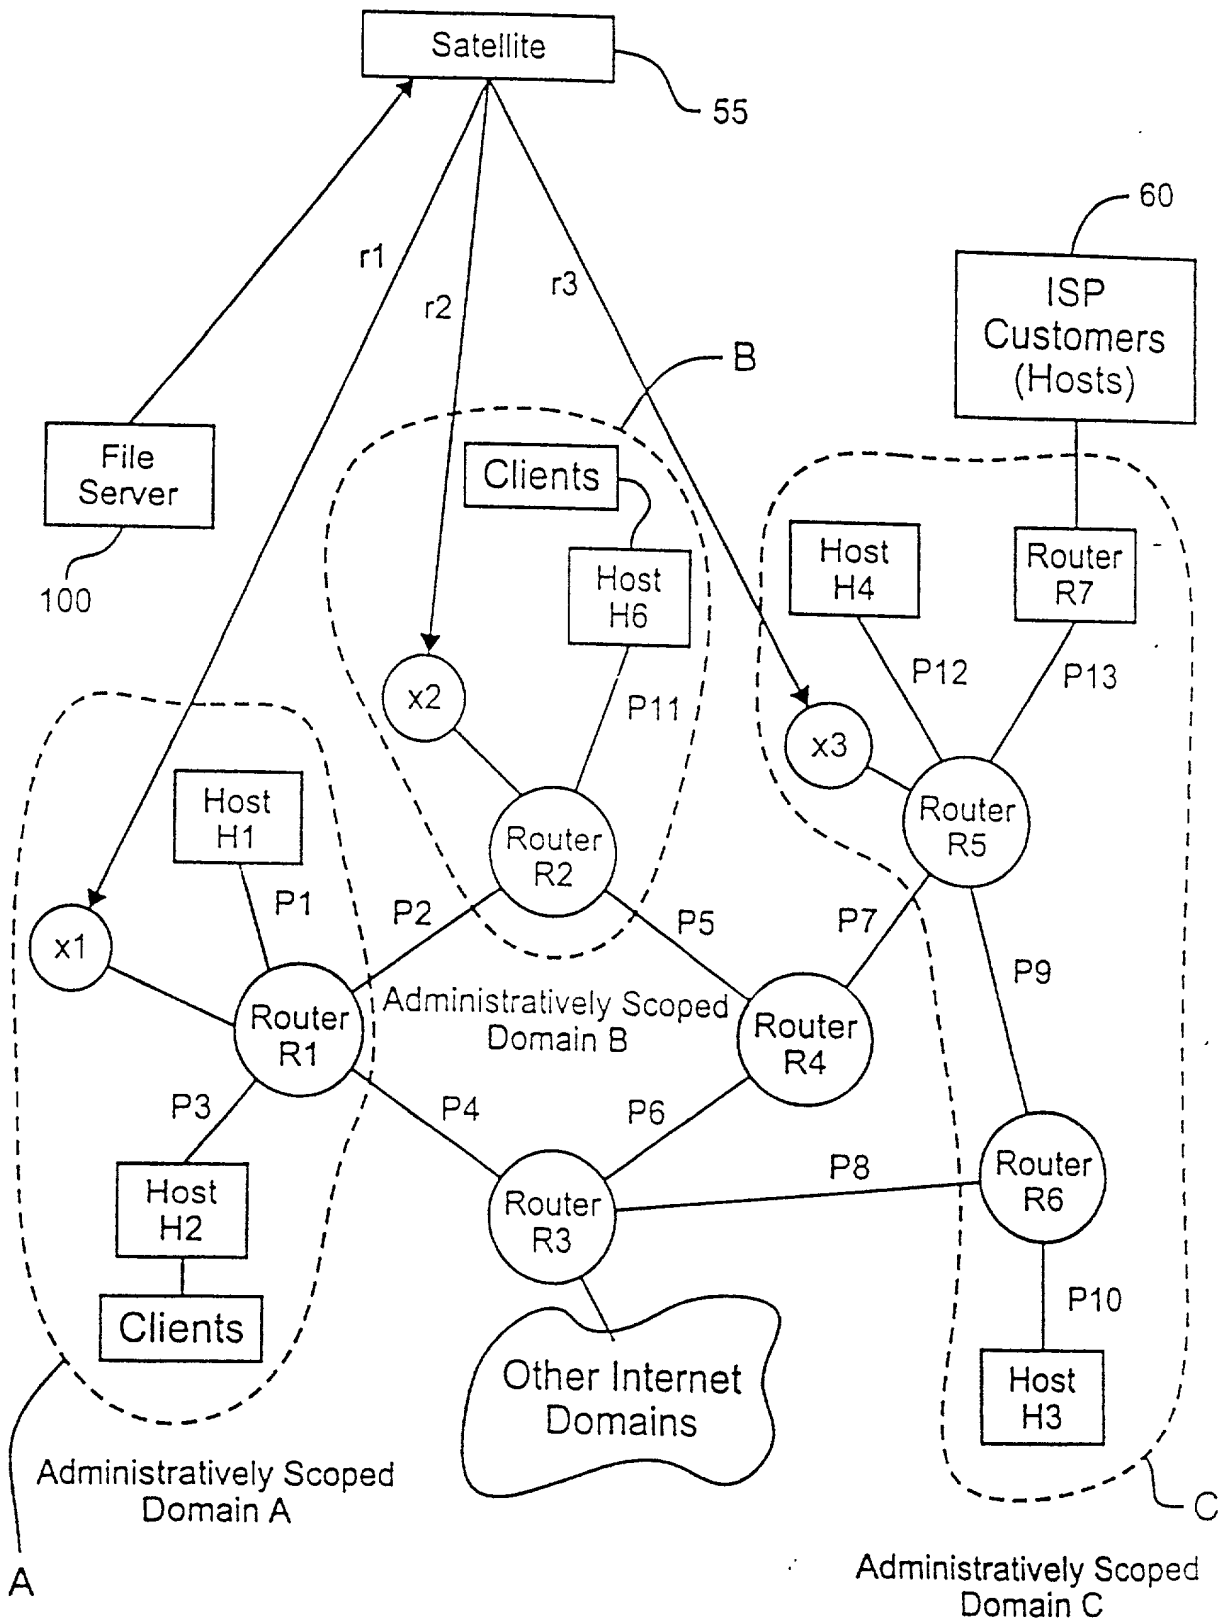 Satellite
55
60
r1
r2
r3
ISP
Customers
(Hosts)
B
File
Server
100
Clients
Host
H6
Host
H4
Router
R7
P12
P13
x2
P11
x3
Host
H1
Router
R5
Router
R2
P1
P2
P5
P7
x1
P9
Administratively Scoped
Domain B
Router
R1
Router
R4
P3
P4
P6
P8
Router
R6
Host
H2
Router
R3
P10
Clients
Other Internet
Domains
Host
H3
Administratively Scoped
Domain A
C
A
Administratively Scoped
Domain C